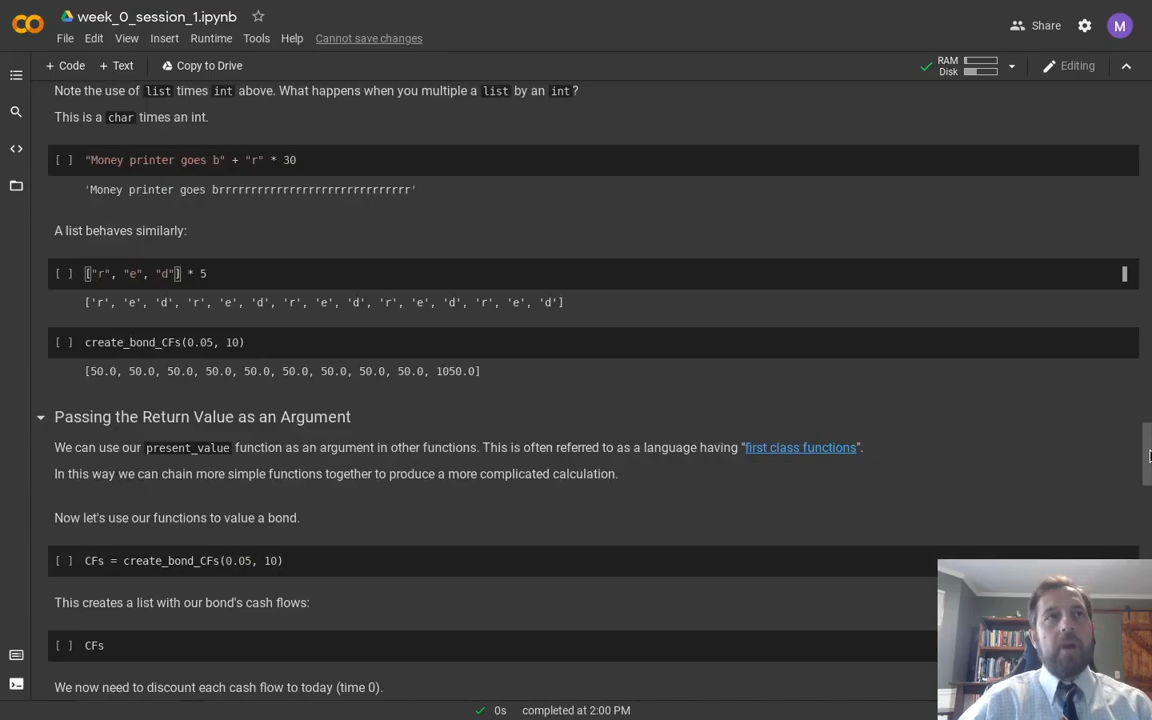 week_0_session_1.ipynb
File Edit View Insert Runtime Tools Help Cannot save changes
Share
M
+ Code + Text Copy to Drive
RAM
Disk
Editing
Note the use of list times int above. What happens when you multiple a list by an int?
This is a char times an int.
[ ] "Money printer goes b" + "r" * 30
'Money printer goes brrrrrrrrrrrrrrrrrrrrrrrrrrrrrr'
A list behaves similarly:
[ ] ["r", "e", "d"] * 5
['r', 'e', 'd', 'r', 'e', 'd', 'r', 'e', 'd', 'r', 'e', 'd', 'r', 'e', 'd']
[ ] create_bond_CFs(0.05, 10)
[50.0, 50.0, 50.0, 50.0, 50.0, 50.0, 50.0, 50.0, 50.0, 1050.0]
Passing the Return Value as an Argument
We can use our present_value function as an argument in other functions. This is often referred to as a language having "first class functions".
In this way we can chain more simple functions together to produce a more complicated calculation.
Now let's use our functions to value a bond.
[ ] CFs = create_bond_CFs(0.05, 10)
This creates a list with our bond's cash flows:
[ ] CFs
We now need to discount each cash flow to today (time 0).
0s completed at 2:00 PM